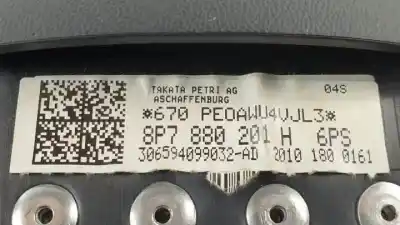 TAKATA PETRI AG 04S
ASCHAFFENBURG
*670 PEOAWU4VJL3*
8P7 880 201 H 6PS
306594099032-AD 2010 180 0161